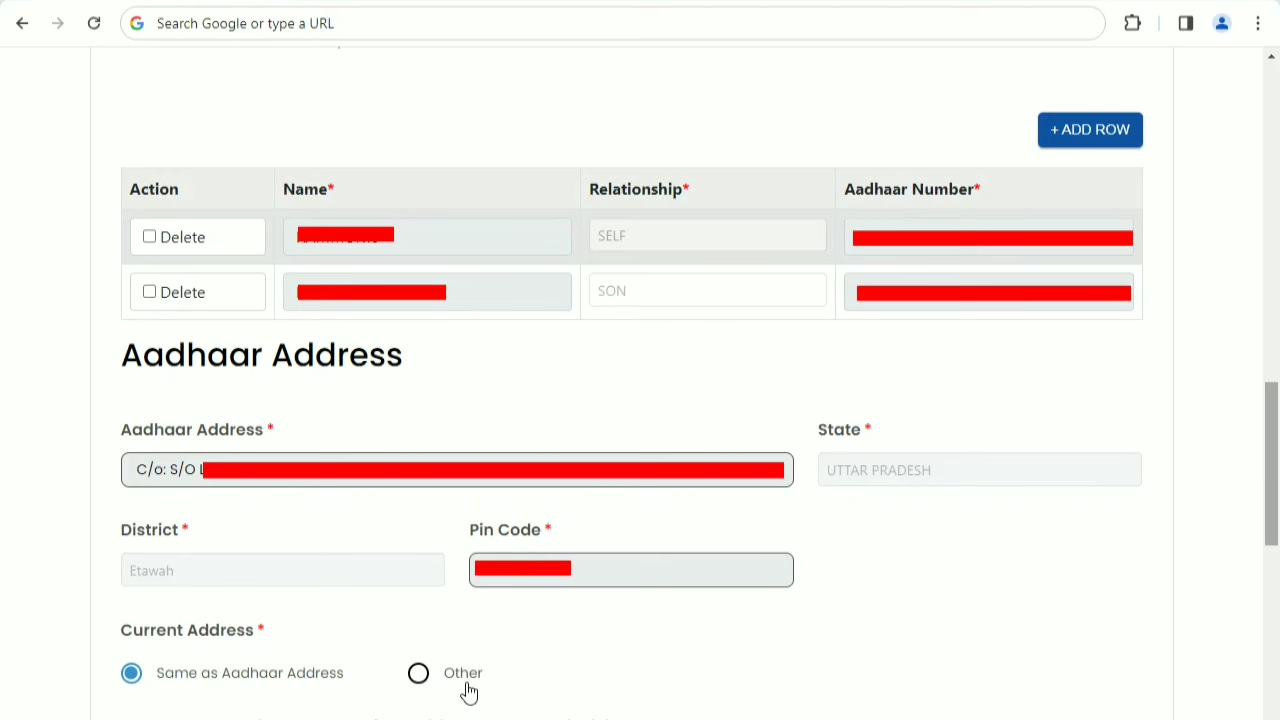 Search Google or type a URL
+ ADD ROW
Action Name* Relationship* Aadhaar Number*
Delete SELF
Delete SON
Aadhaar Address
Aadhaar Address * State *
C/o: S/O L UTTAR PRADESH
District * Pin Code *
Etawah
Current Address *
Same as Aadhaar Address Other